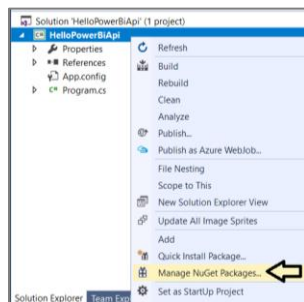 Solution 'HelloPowerBiApi' (1 project)
HelloPowerBiApi
Properties
References
App.config
Program.cs
Refresh
Build
Rebuild
Clean
Analyze
Publish...
Publish as Azure WebJob...
File Nesting
Scope to This
New Solution Explorer View
Update All Image Sprites
Add
Quick Install Package...
Manage NuGet Packages...
Set as StartUp Project
Solution Explorer Team Exp